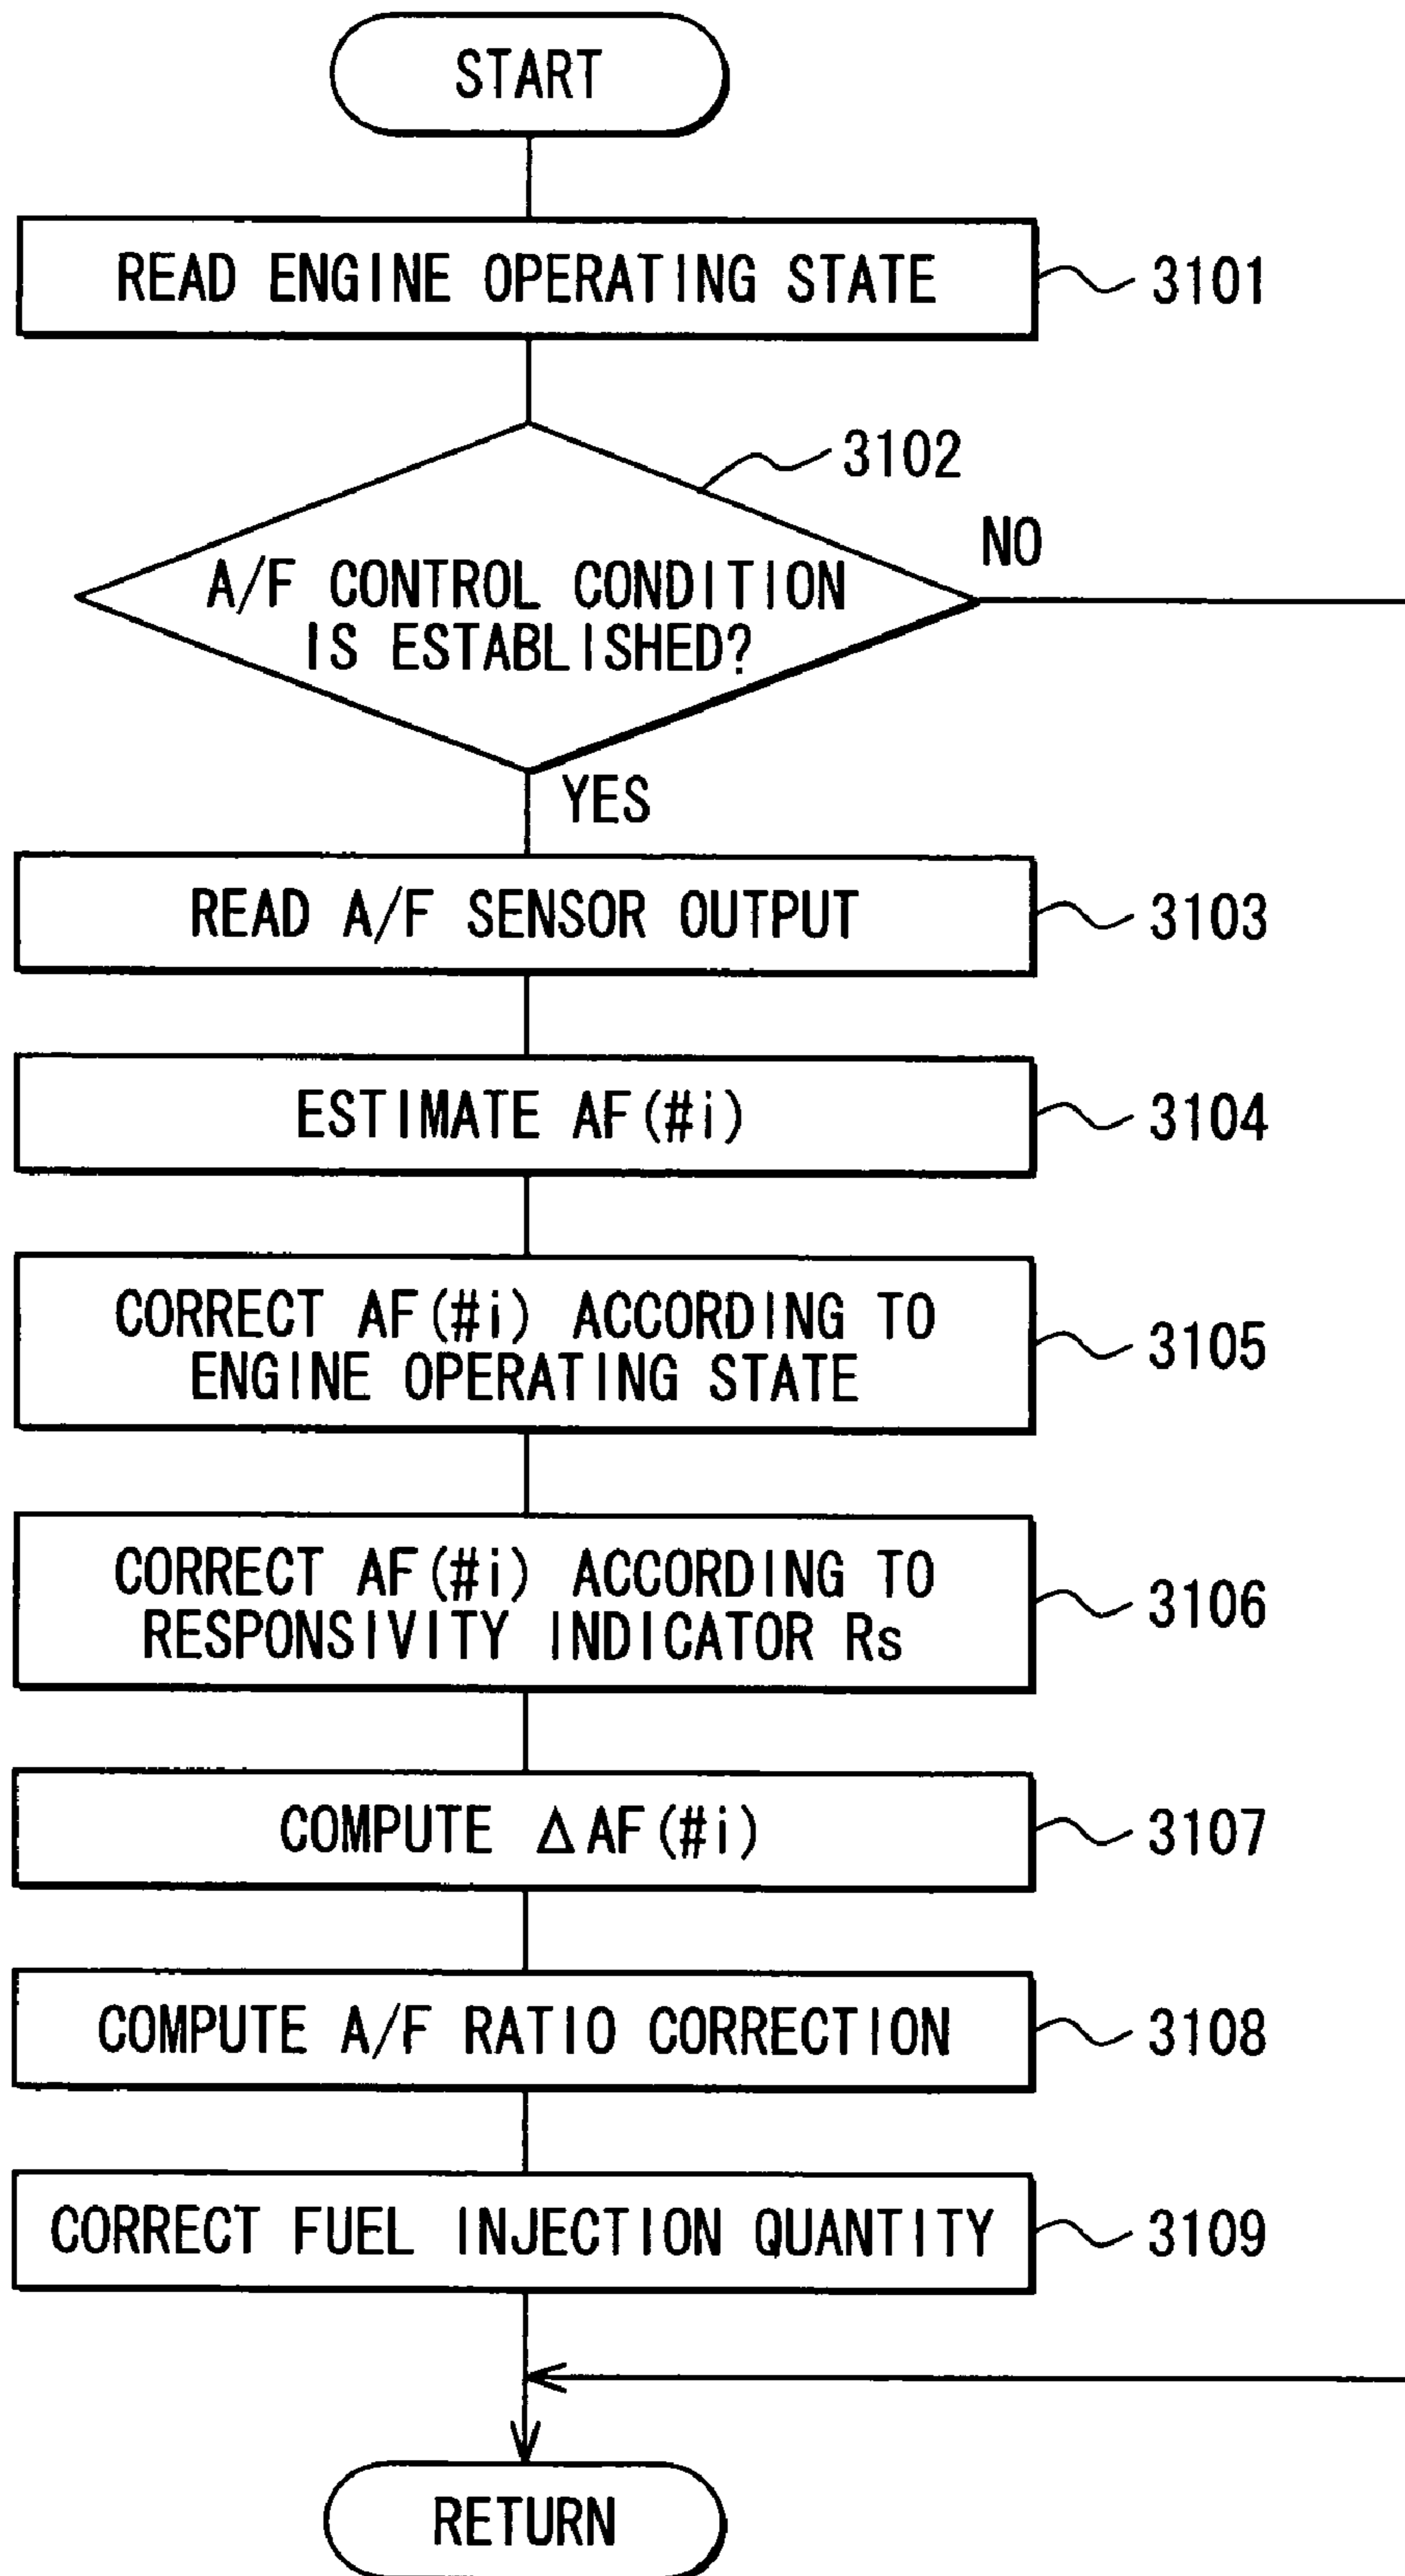 START
READ ENGINE OPERATING STATE
3101
3102
NO
A/F CONTROL CONDITION
IS ESTABLISHED?
YES
READ A/F SENSOR OUTPUT
3103
ESTIMATE AF(#i)
3104
CORRECT AF(#i) ACCORDING TO
ENGINE OPERATING STATE
3105
CORRECT AF(#i) ACCORDING TO
RESPONSIVITY INDICATOR Rs
3106
COMPUTE ΔAF(#i)
3107
COMPUTE A/F RATIO CORRECTION
3108
CORRECT FUEL INJECTION QUANTITY
3109
RETURN